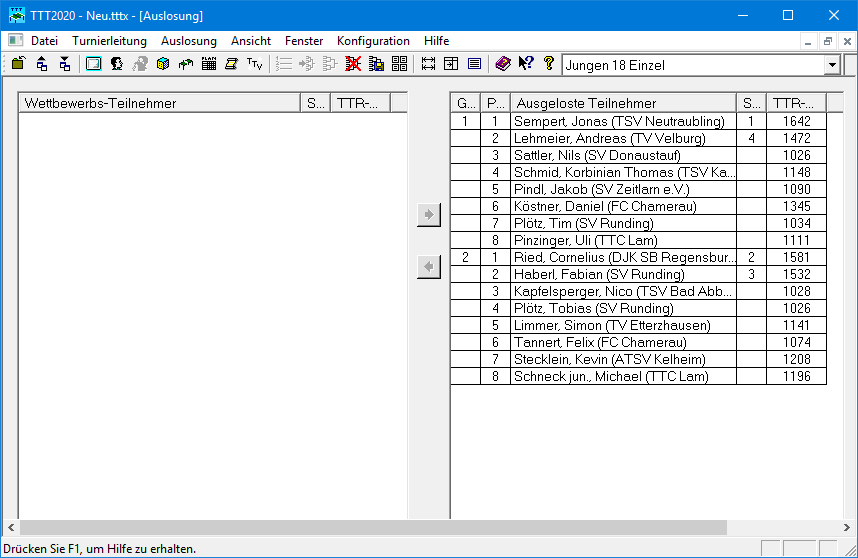 TTT2020 - Neu.tttx - [Auslosung]
Datei Turnierleitung Auslosung Ansicht Fenster Konfiguration Hilfe
Jungen 18 Einzel
Wettbewerbs-Teilnehmer S... TTR-...
G... P... Ausgeloste Teilnehmer S... TTR-...
1 1 Sempert, Jonas (TSV Neutraubling) 1 1642
2 Lehmeier, Andreas (TV Velburg) 4 1472
3 Sattler, Nils (SV Donaustauf) 1026
4 Schmid, Korbinian Thomas (TSV Ka... 1148
5 Pindl, Jakob (SV Zeitlarn e.V.) 1090
6 Köstner, Daniel (FC Chamerau) 1345
7 Plötz, Tim (SV Runding) 1034
8 Pinzinger, Uli (TTC Lam) 1111
2 1 Ried, Cornelius (DJK SB Regensbur... 2 1581
2 Haberl, Fabian (SV Runding) 3 1532
3 Kapfelsperger, Nico (TSV Bad Abb... 1028
4 Plötz, Tobias (SV Runding) 1026
5 Limmer, Simon (TV Etterzhausen) 1141
6 Tannert, Felix (FC Chamerau) 1074
7 Stecklein, Kevin (ATSV Kelheim) 1208
8 Schneck jun., Michael (TTC Lam) 1196
Drücken Sie F1, um Hilfe zu erhalten.